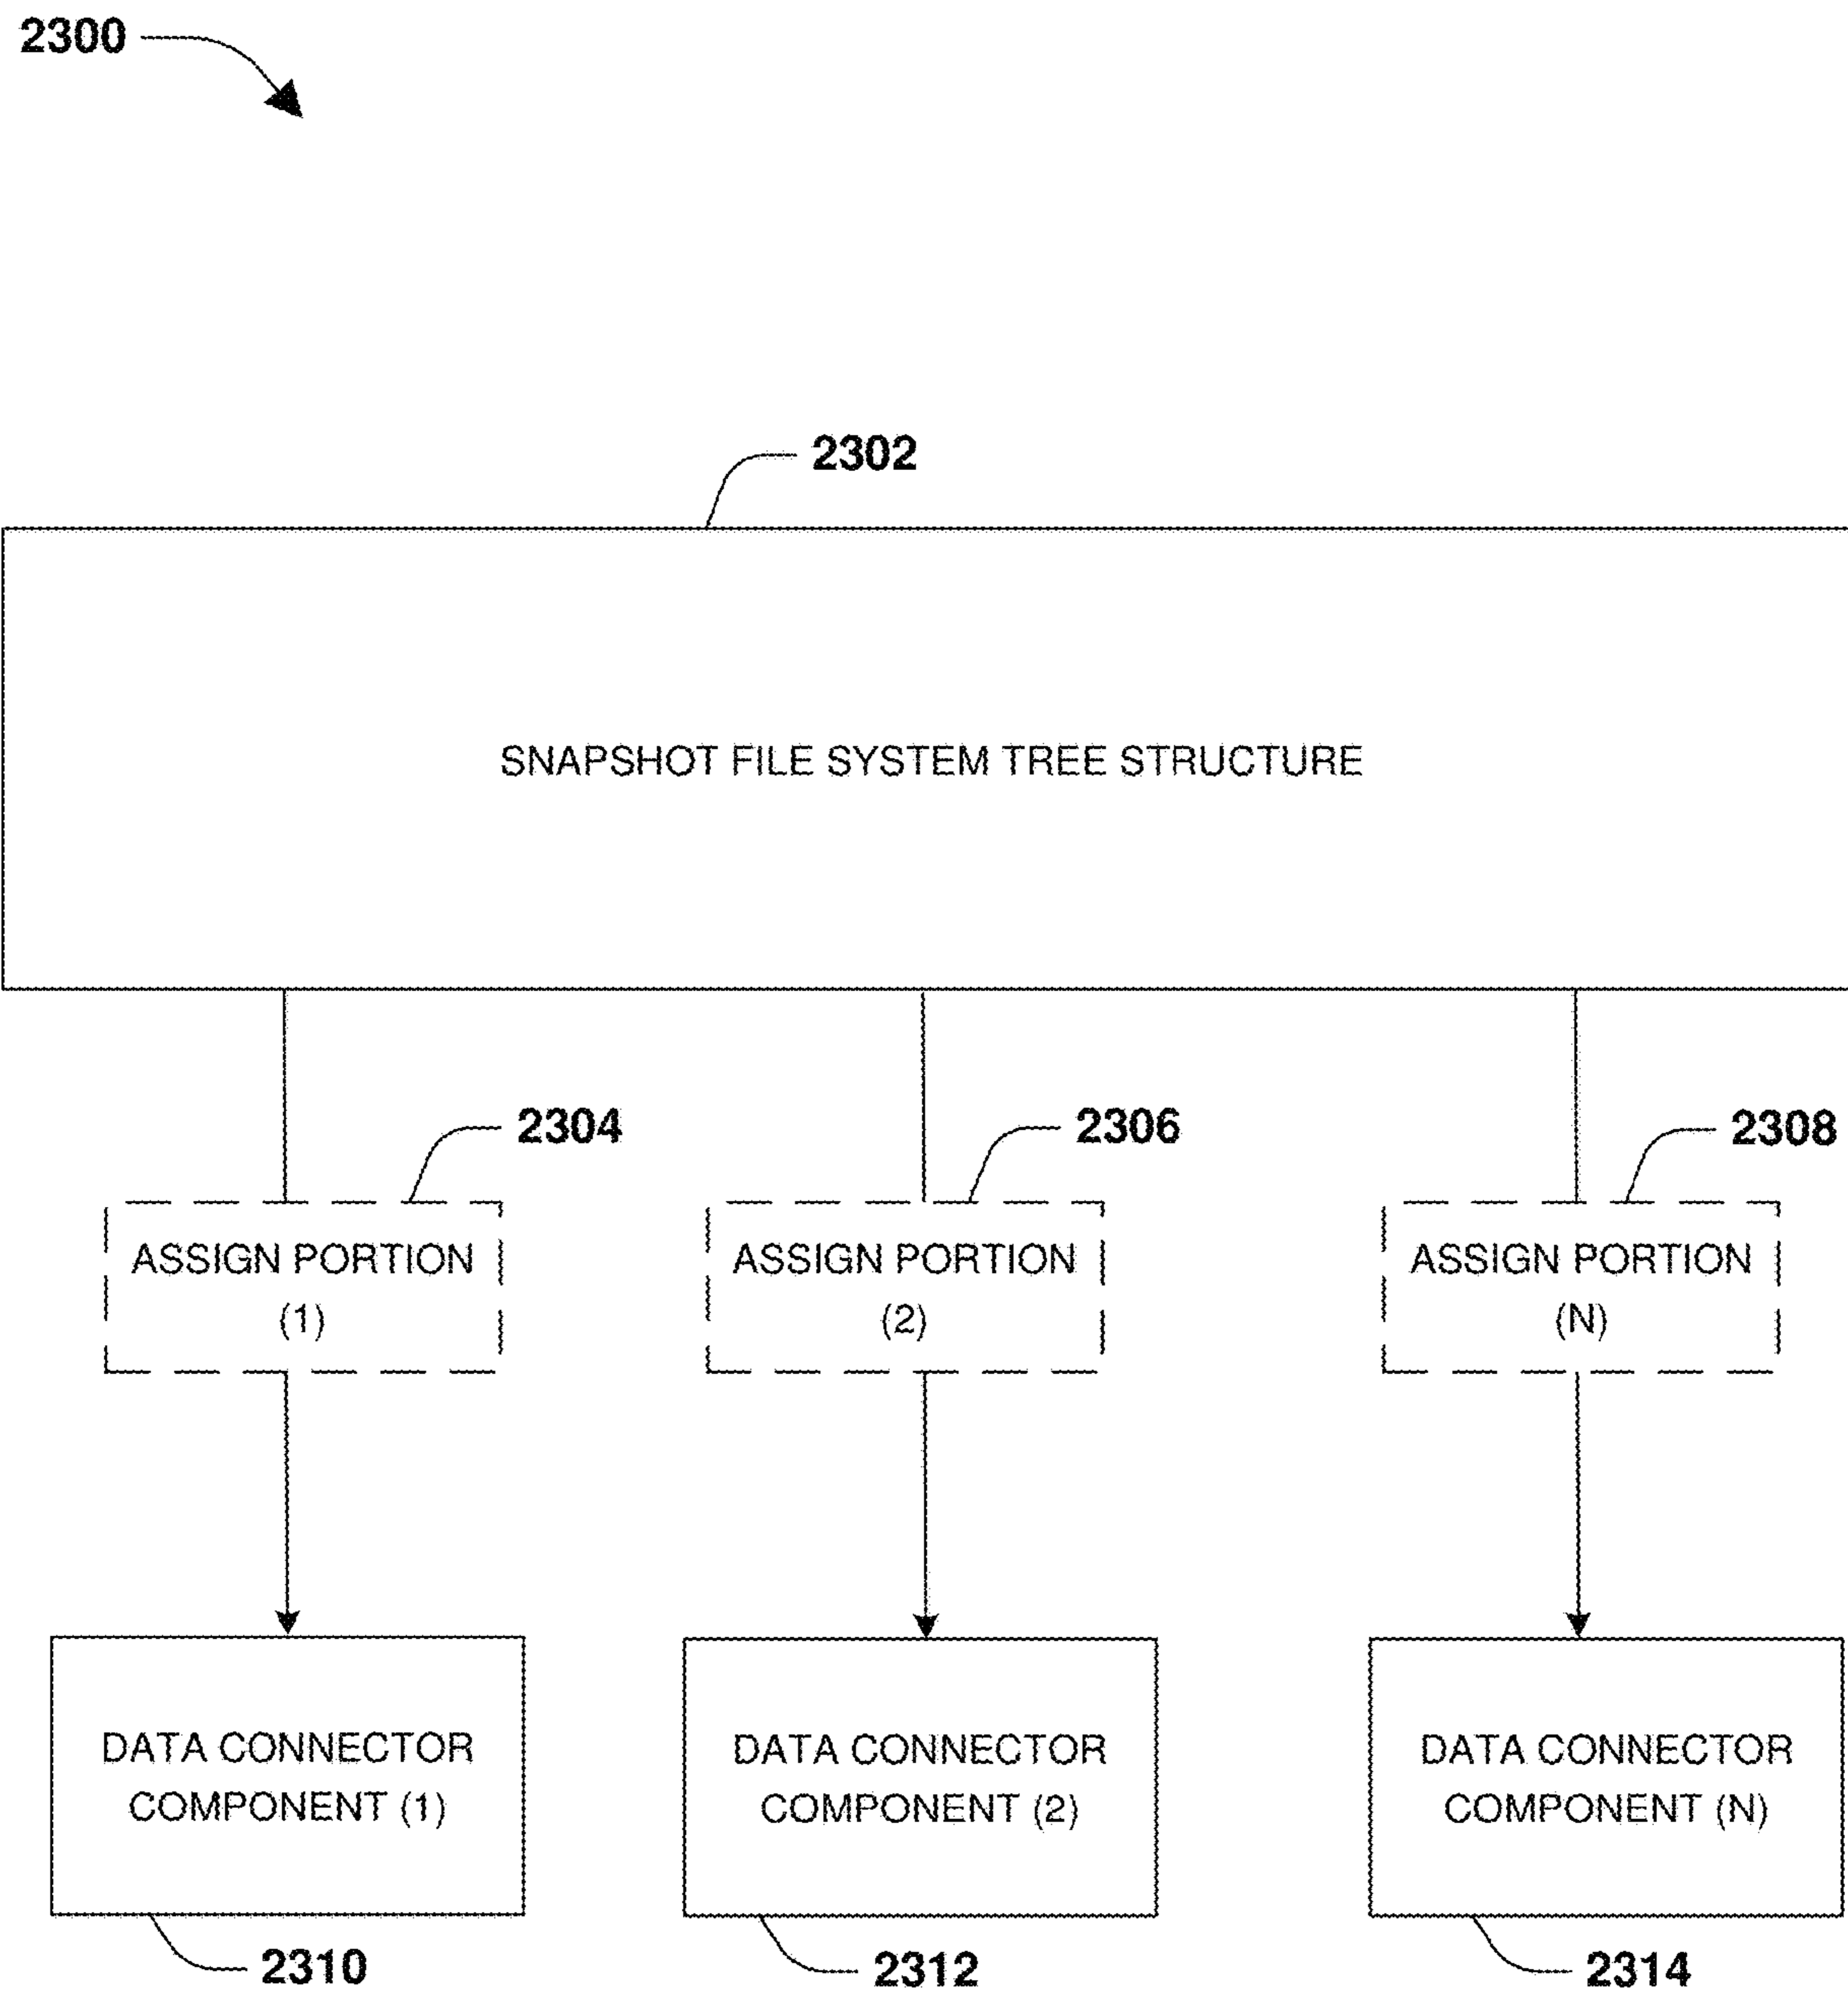 2300
2302
SNAPSHOT FILE SYSTEM TREE STRUCTURE
2304
2306
2308
ASSIGN PORTION
(1)
ASSIGN PORTION
(2)
ASSIGN PORTION
(N)
DATA CONNECTOR
COMPONENT (1)
DATA CONNECTOR
COMPONENT (2)
DATA CONNECTOR
COMPONENT (N)
2310
2312
2314